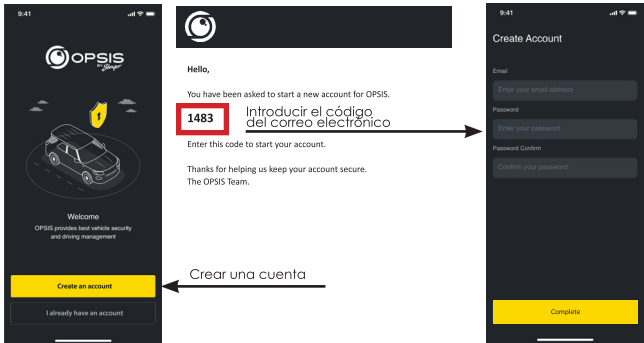 9:41
OPSIS
BY Stinger
Welcome
OPSIS provides best vehicle security
and driving management
Create an account
I already have an account
Hello,
You have been asked to start a new account for OPSIS.
1483
Introducir el código
del correo electrónico
Enter this code to start your account.
Thanks for helping us keep your account secure.
The OPSIS Team.
Crear una cuenta
9:41
Create Account
Email
Enter your email address
Password
Enter your password
Password Confirm
Confirm your password
Complete